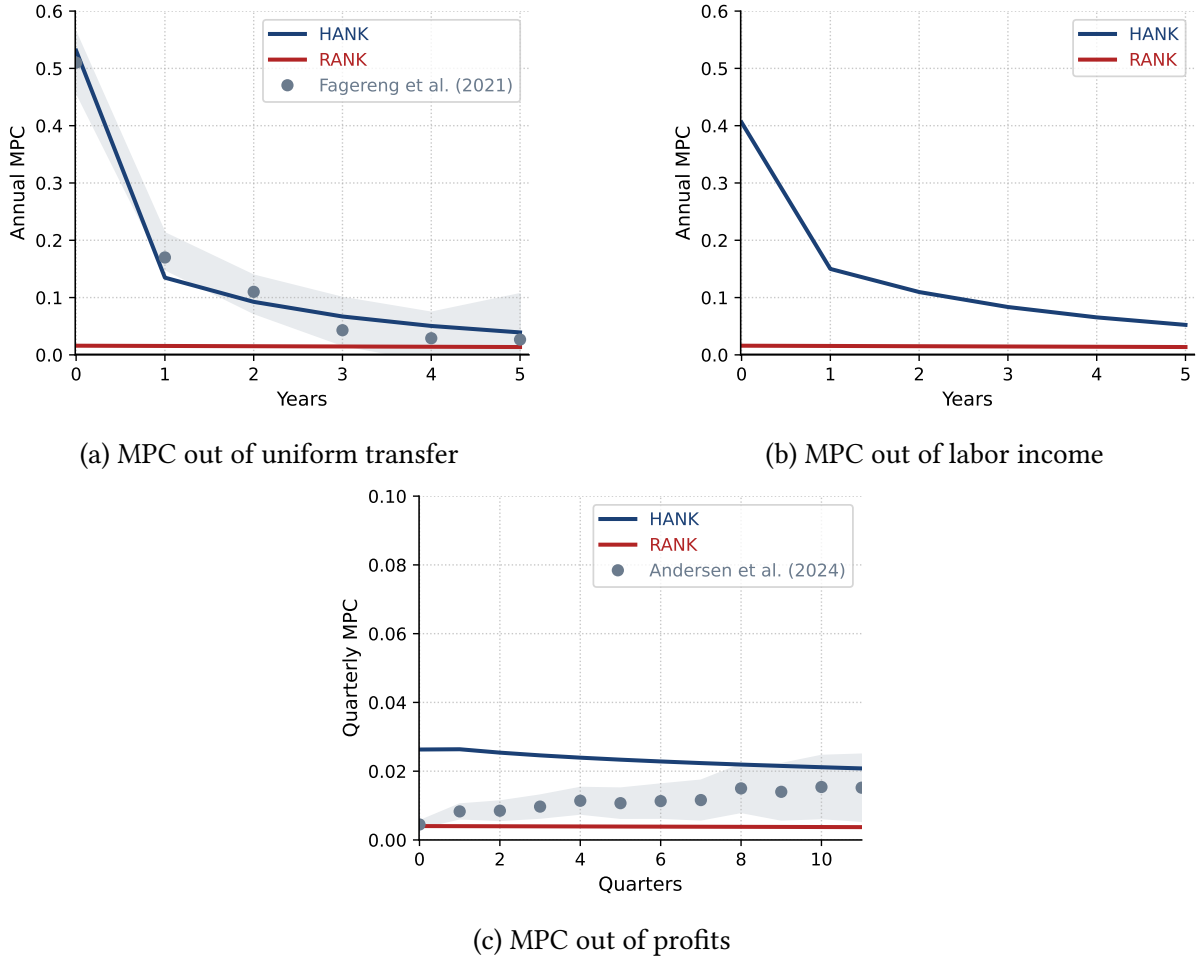 0.6
0.5
0.4
0.3
0.2
0.1
0.0
Annual MPC
HANK
RANK
Fagereng et al. (2021)
0 1 2 3 4 5
Years
(a) MPC out of uniform transfer
0.6
0.5
0.4
0.3
0.2
0.1
0.0
Annual MPC
HANK
RANK
0 1 2 3 4 5
Years
(b) MPC out of labor income
0.10
0.08
0.06
0.04
0.02
0.00
Quarterly MPC
HANK
RANK
Andersen et al. (2024)
0 2 4 6 8 10
Quarters
(c) MPC out of profits